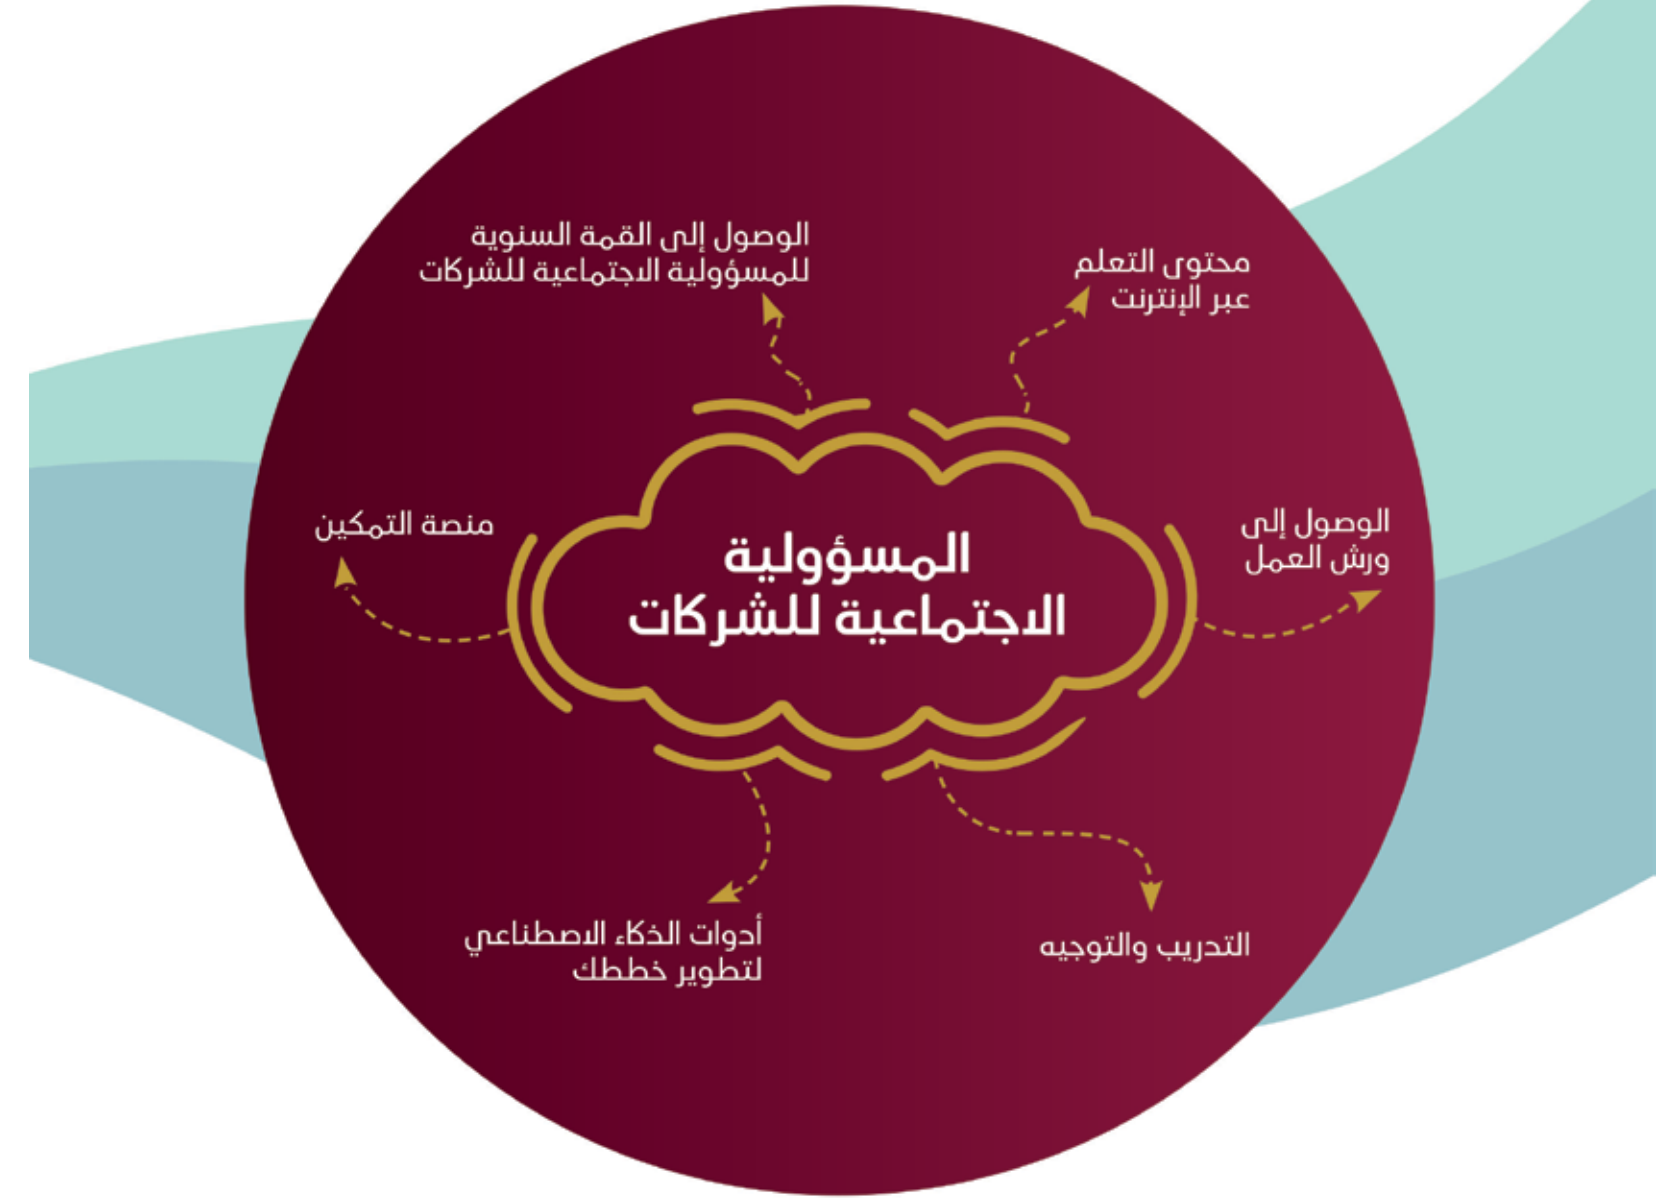 محتوى التعلم
عبر الإنترنت
الوصول إلى القمة السنوية
للمسؤولية الاجتماعية للشركات
الوصول إلى
ورش العمل
المسؤولية
الاجتماعية للشركات
منصة التمكين
التدريب والتوجيه
أدوات الذكاء الاصطناعي
لتطوير خططك